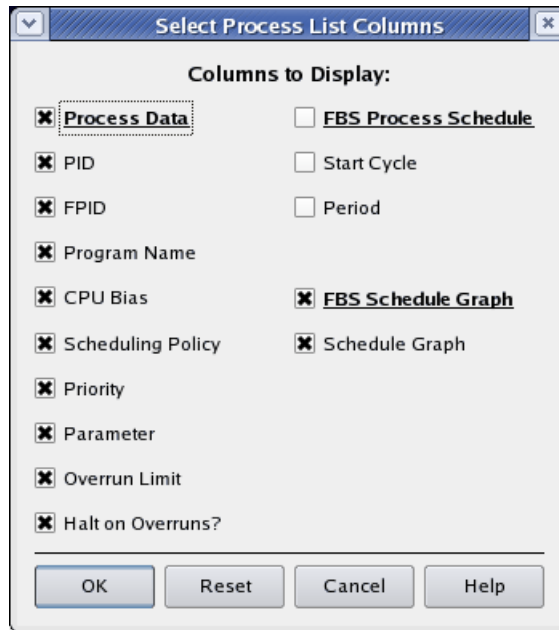 Select Process List Columns
Columns to Display:
Process Data
PID
FPID
Program Name
CPU Bias
Scheduling Policy
Priority
Parameter
Overrun Limit
Halt on Overruns?
FBS Process Schedule
Start Cycle
Period
FBS Schedule Graph
Schedule Graph
OK Reset Cancel Help